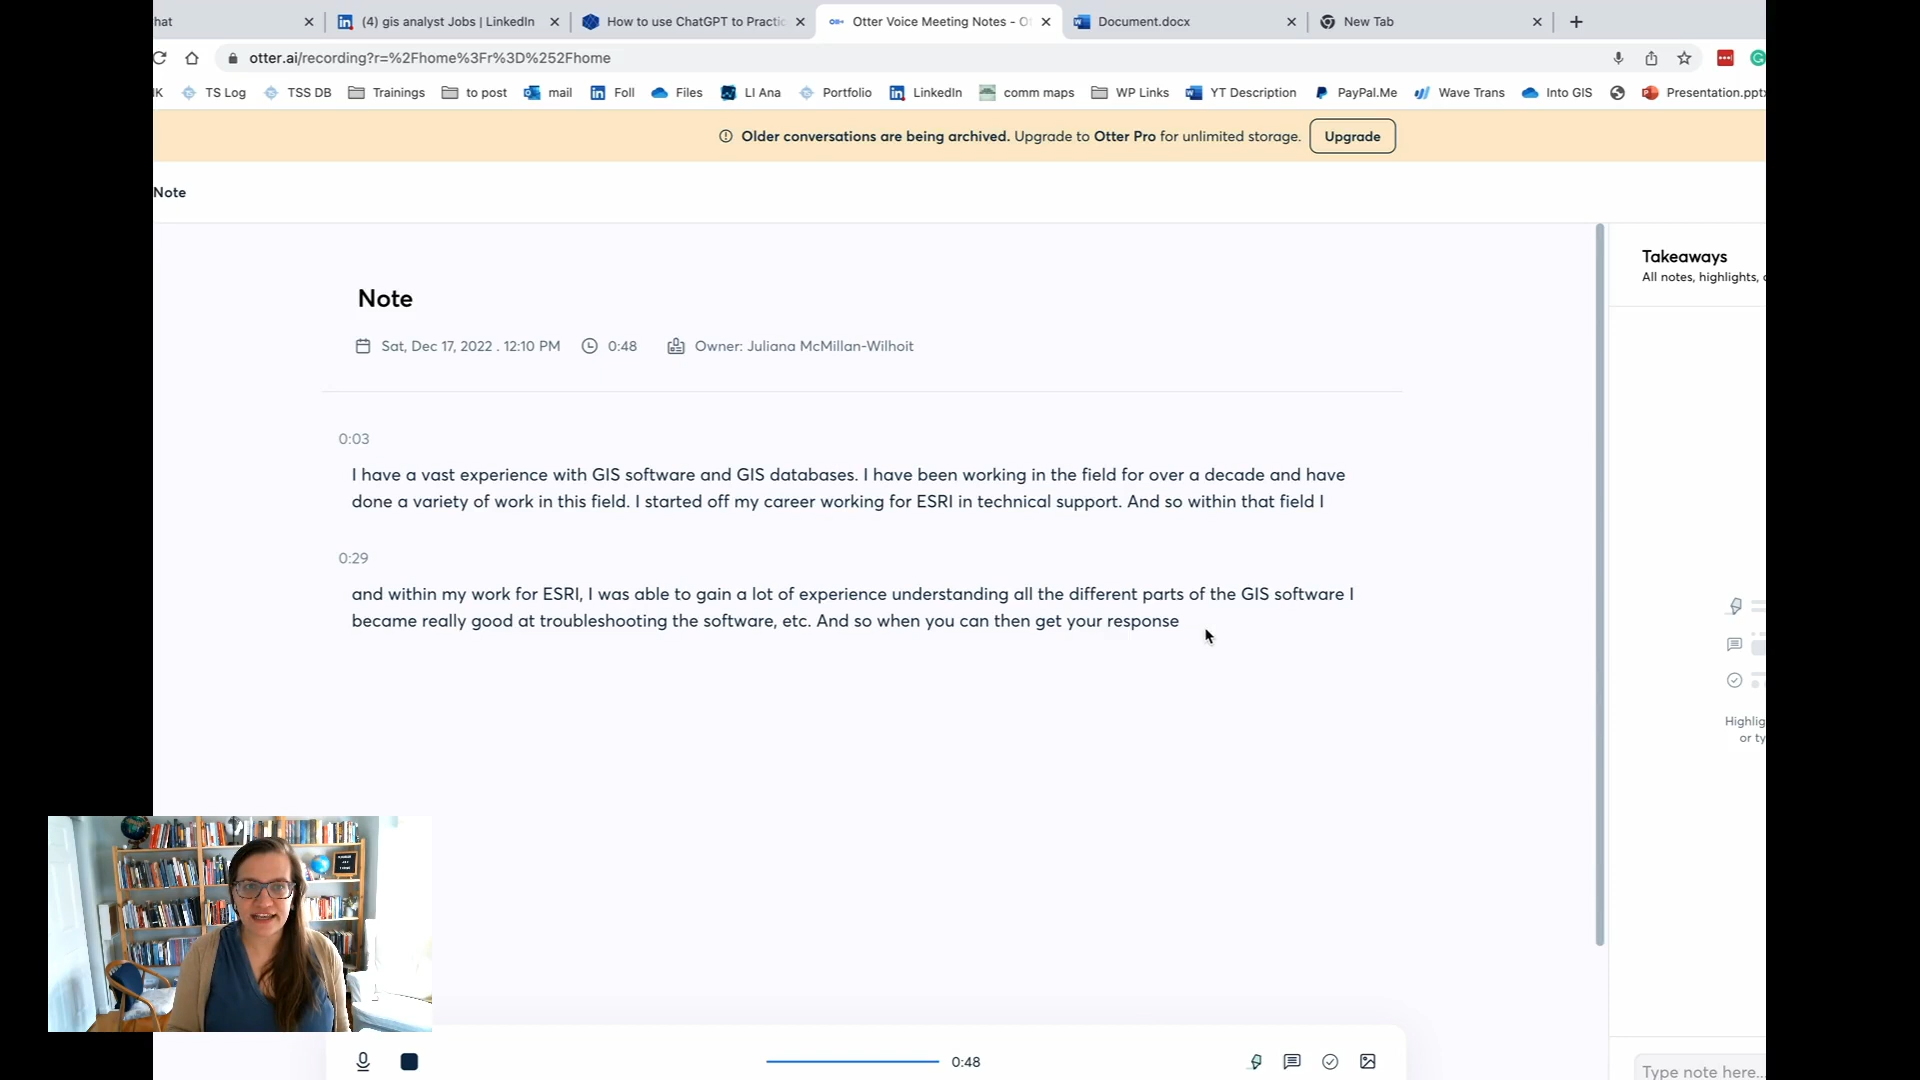 hat
(4) gis analyst Jobs | LinkedIn
How to use ChatGPT to Practic
Otter Voice Meeting Notes - O
Document.docx
New Tab
otter.ai/recording?r=%2Fhome%3Fr%3D%252Fhome
K
TS Log
TSS DB
Trainings
to post
mail
Foll
Files
LI Ana
Portfolio
LinkedIn
comm maps
WP Links
YT Description
PayPal.Me
Wave Trans
Into GIS
Presentation.pptx
Older conversations are being archived. Upgrade to Otter Pro for unlimited storage.
Upgrade
Note
Takeaways
All notes, highlights,
Note
Sat, Dec 17, 2022 . 12:10 PM
0:48
Owner: Juliana McMillan-Wilhoit
0:03
I have a vast experience with GIS software and GIS databases. I have been working in the field for over a decade and have
done a variety of work in this field. I started off my career working for ESRI in technical support. And so within that field I
0:29
and within my work for ESRI, I was able to gain a lot of experience understanding all the different parts of the GIS software I
became really good at troubleshooting the software, etc. And so when you can then get your response
Highlig
or ty
0:48
Type note here...